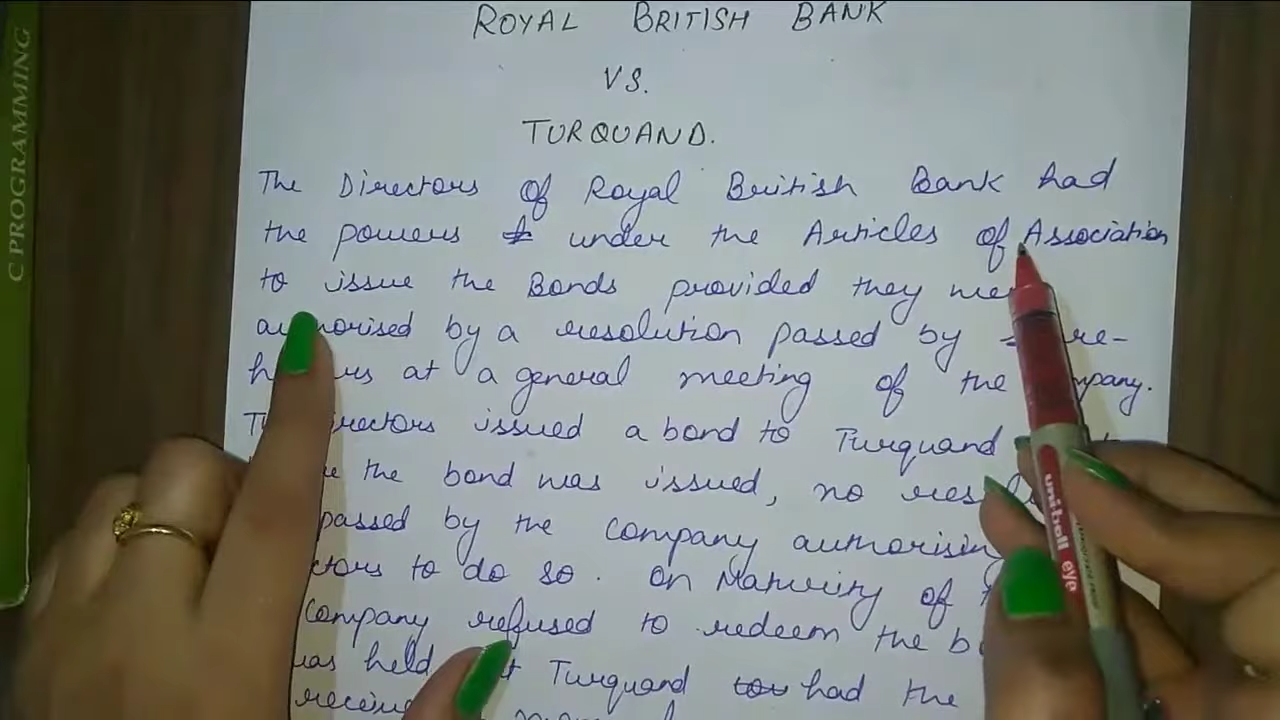 ROYAL BRITISH BANK
VS.
TURQUAND.
The Directors of Royal British Bank had
the powers under the Articles of Association
to issue the Bonds provided they
by a resolution passed by
at a general meeting of the
issued a bond to Turquand
the bond was issued, no
passed by the company
to do so. On Maturity of
Company refused to redeem the
held Turquand had the
C PROGRAMMING
uniball eye